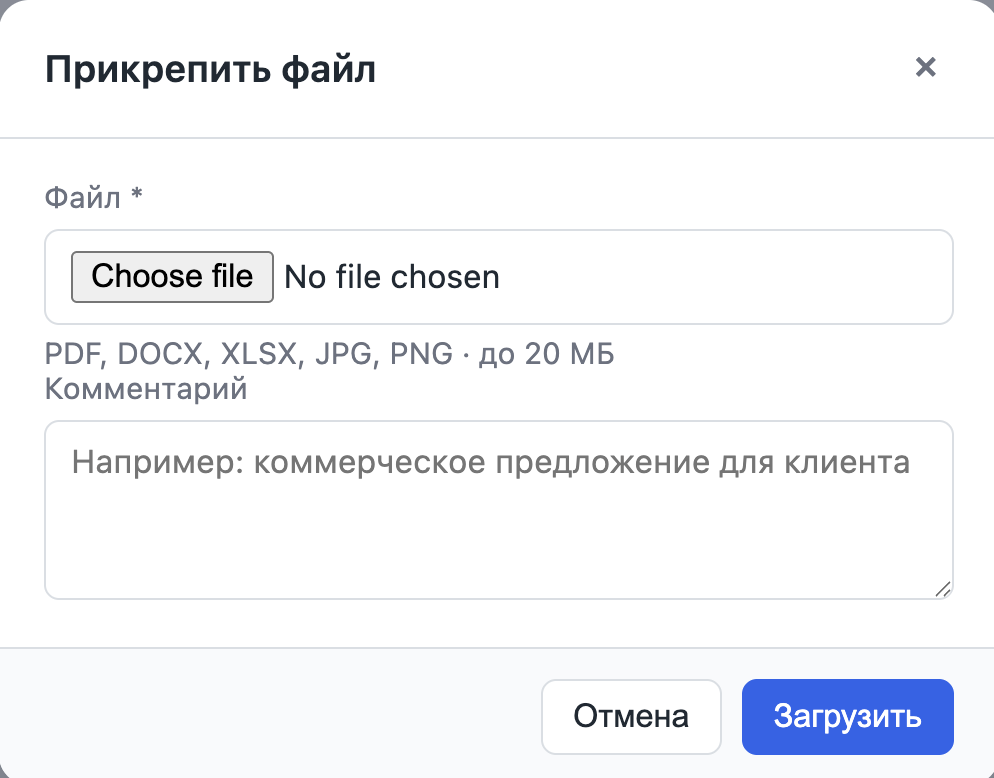 Прикрепить файл ×
Файл *
Choose file No file chosen
PDF, DOCX, XLSX, JPG, PNG · до 20 МБ
Комментарий
Например: коммерческое предложение для клиента
Отмена Загрузить